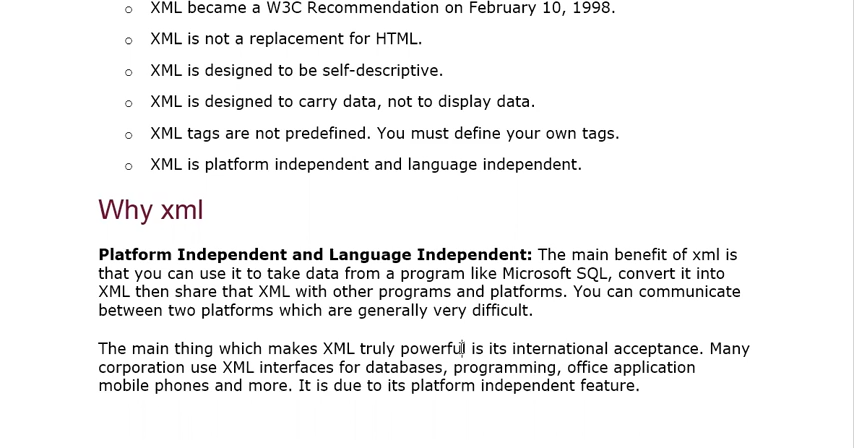 o XML became a W3C Recommendation on February 10, 1998.
o XML is not a replacement for HTML.
o XML is designed to be self-descriptive.
o XML is designed to carry data, not to display data.
o XML tags are not predefined. You must define your own tags.
o XML is platform independent and language independent.
Why xml
Platform Independent and Language Independent: The main benefit of xml is
that you can use it to take data from a program like Microsoft SQL, convert it into
XML then share that XML with other programs and platforms. You can communicate
between two platforms which are generally very difficult.
The main thing which makes XML truly powerful is its international acceptance. Many
corporation use XML interfaces for databases, programming, office application
mobile phones and more. It is due to its platform independent feature.